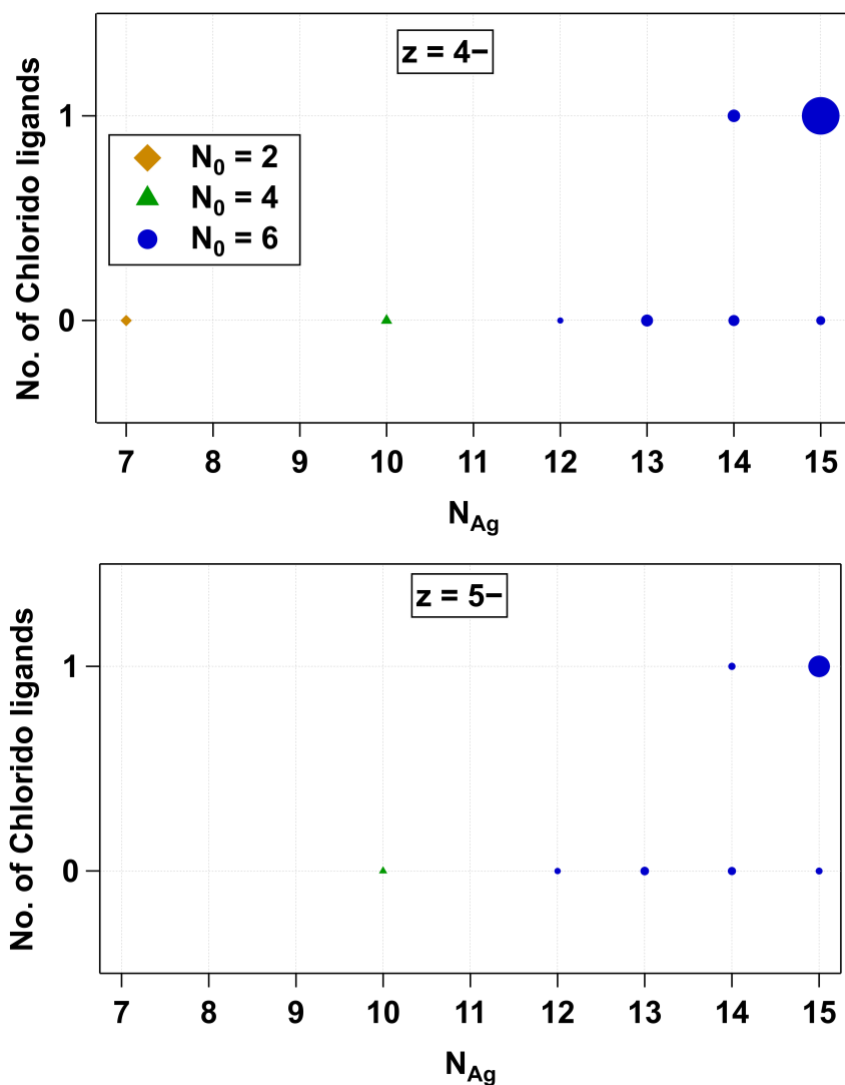 z = 4−
No. of Chlorido ligands
1
0
N₀ = 2
N₀ = 4
N₀ = 6
7 8 9 10 11 12 13 14 15
N_Ag
z = 5−
No. of Chlorido ligands
1
0
7 8 9 10 11 12 13 14 15
N_Ag